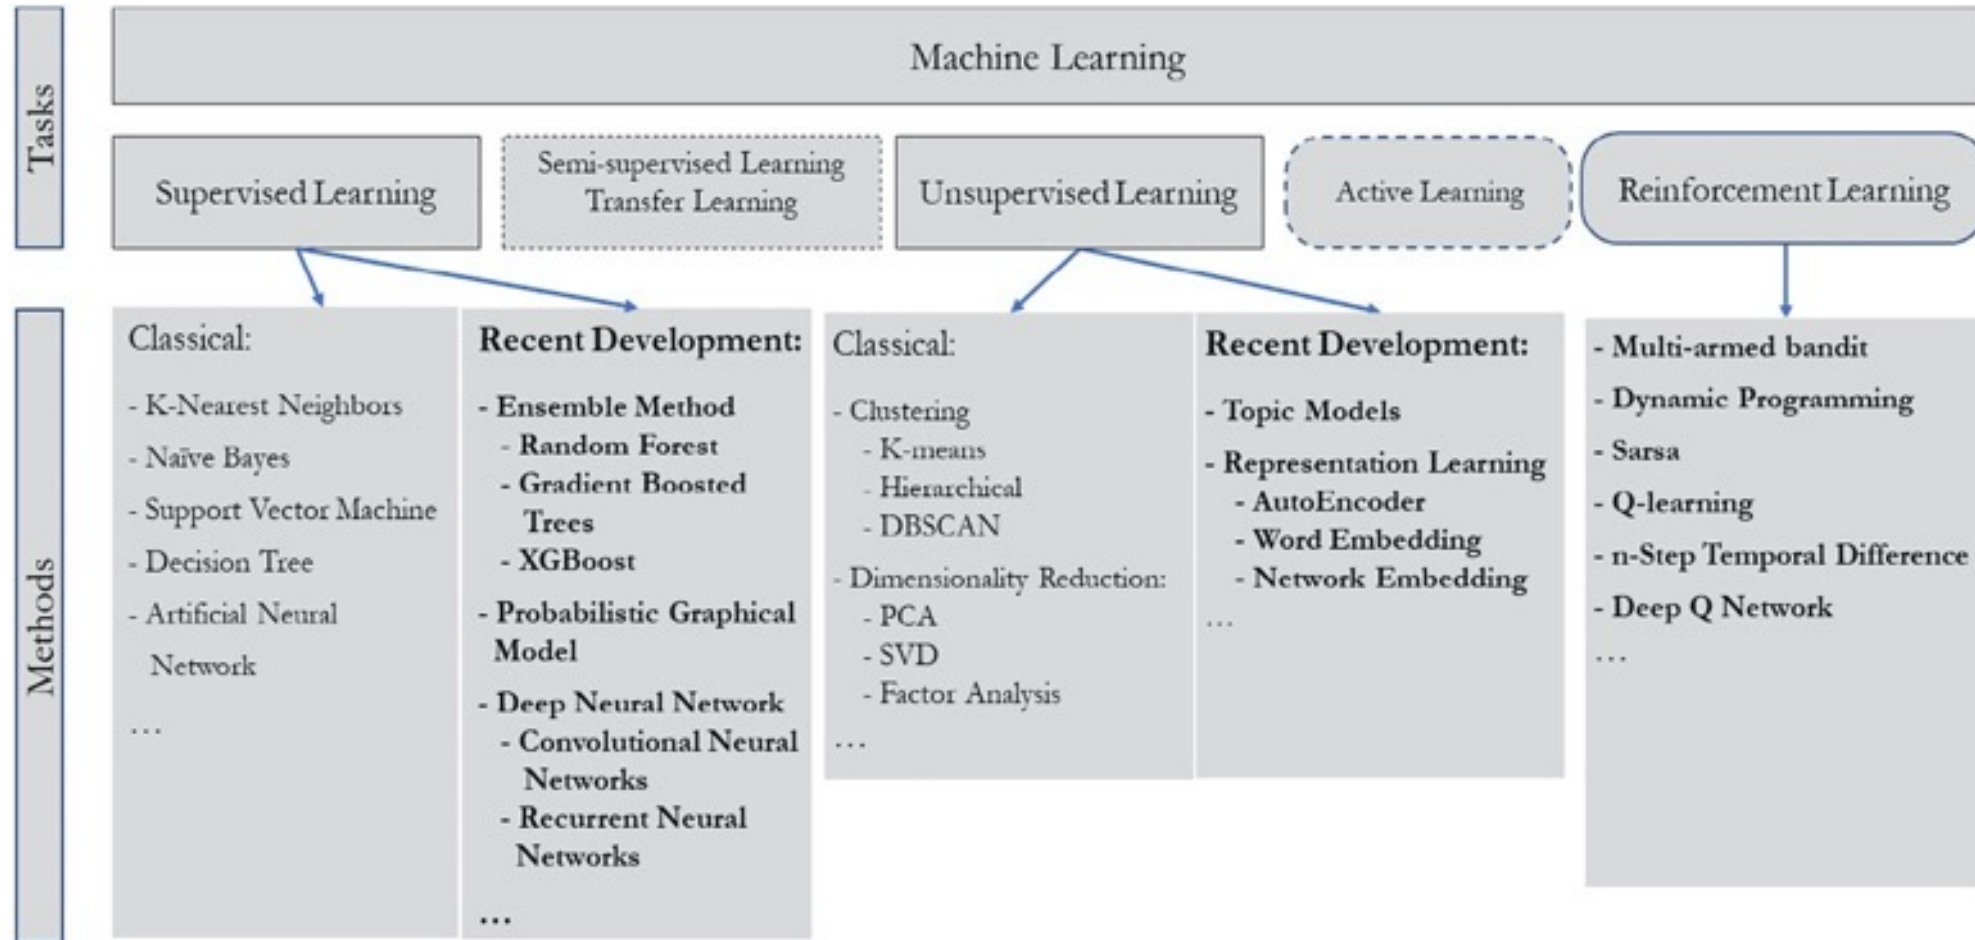 Tasks
Machine Learning
Supervised Learning
Semi-supervised Learning
Transfer Learning
Unsupervised Learning
Active Learning
Reinforcement Learning
Methods
Classical:
- K-Nearest Neighbors
- Naïve Bayes
- Support Vector Machine
- Decision Tree
- Artificial Neural
Network
…
Recent Development:
- Ensemble Method
- Random Forest
- Gradient Boosted
Trees
- XGBoost
- Probabilistic Graphical
Model
- Deep Neural Network
- Convolutional Neural
Networks
- Recurrent Neural
Networks
…
Classical:
- Clustering
- K-means
- Hierarchical
- DBSCAN
- Dimensionality Reduction:
- PCA
- SVD
- Factor Analysis
…
Recent Development:
- Topic Models
- Representation Learning
- AutoEncoder
- Word Embedding
- Network Embedding
…
- Multi-armed bandit
- Dynamic Programming
- Sarsa
- Q-learning
- n-Step Temporal Difference
- Deep Q Network
…